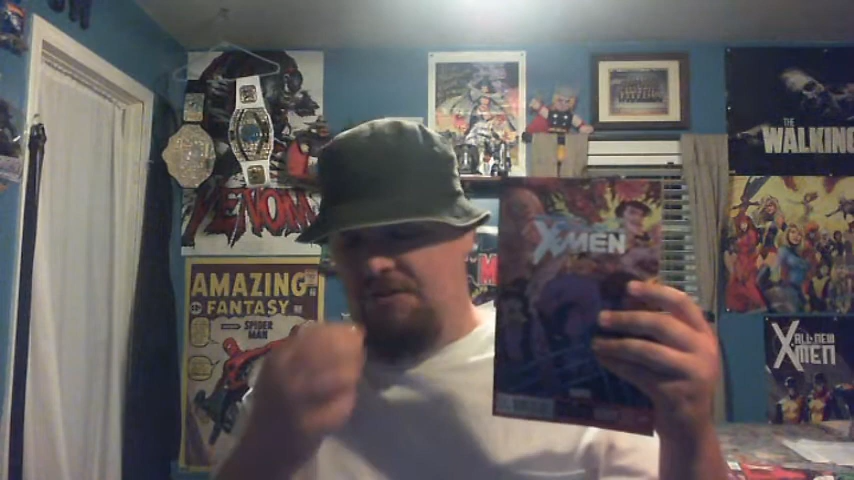 VENOM
AMAZING
FANTASY
SPIDER
MAN
X-MEN
THE
WALKING
ALL-NEW
X-MEN